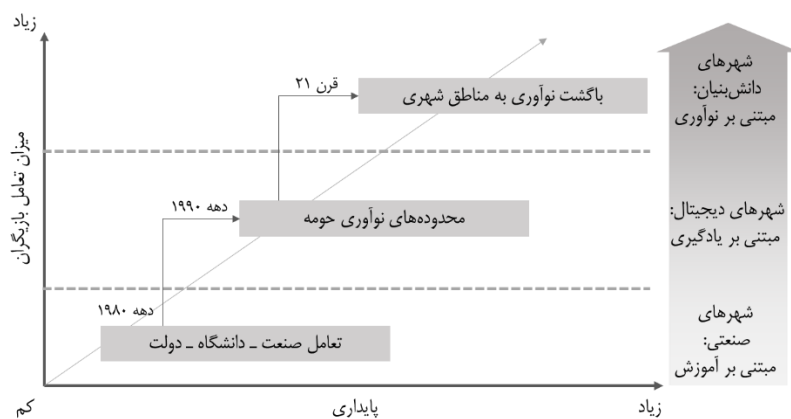 زیاد
شهرهای
دانش‌بنیان:
مبتنی بر نوآوری
قرن ۲۱
باگشت نوآوری به مناطق شهری
میزان تعامل بازیگران
دهه ۱۹۹۰
محدوده‌های نوآوری حومه
شهرهای دیجیتال:
مبتنی بر یادگیری
دهه ۱۹۸۰
تعامل صنعت ـ دانشگاه ـ دولت
شهرهای
صنعتی:
مبتنی بر آموزش
کم
پایداری
زیاد